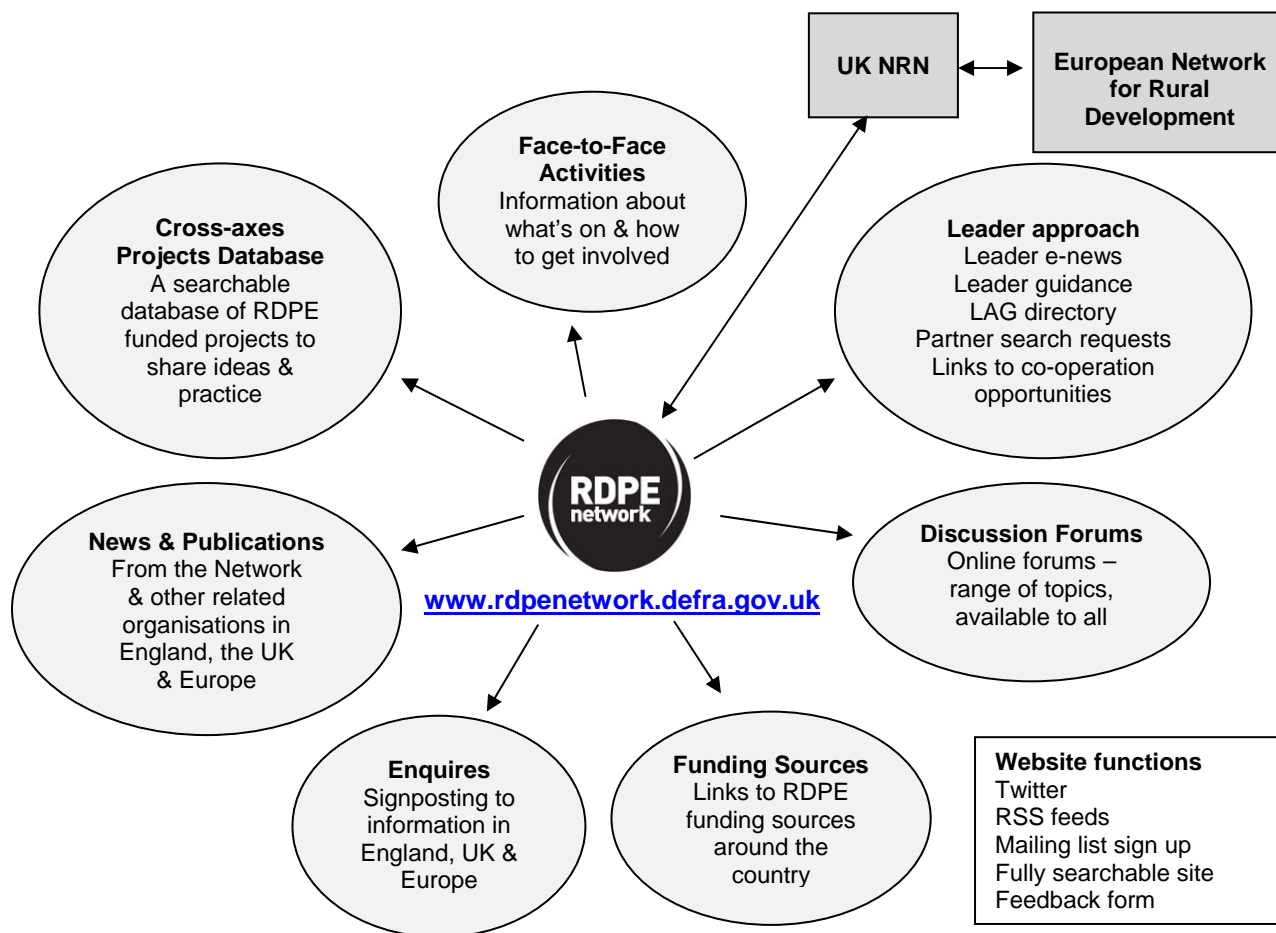 UK NRN
European Network
for Rural
Development
Face-to-Face
Activities
Information about
what's on & how
to get involved
Cross-axes
Projects Database
A searchable
database of RDPE
funded projects to
share ideas &
practice
Leader approach
Leader e-news
Leader guidance
LAG directory
Partner search requests
Links to co-operation
opportunities
RDPE
network
www.rdpenetwork.defra.gov.uk
News & Publications
From the Network
& other related
organisations in
England, the UK
& Europe
Discussion Forums
Online forums –
range of topics,
available to all
Enquires
Signposting to
information in
England, UK &
Europe
Funding Sources
Links to RDPE
funding sources
around the
country
Website functions
Twitter
RSS feeds
Mailing list sign up
Fully searchable site
Feedback form